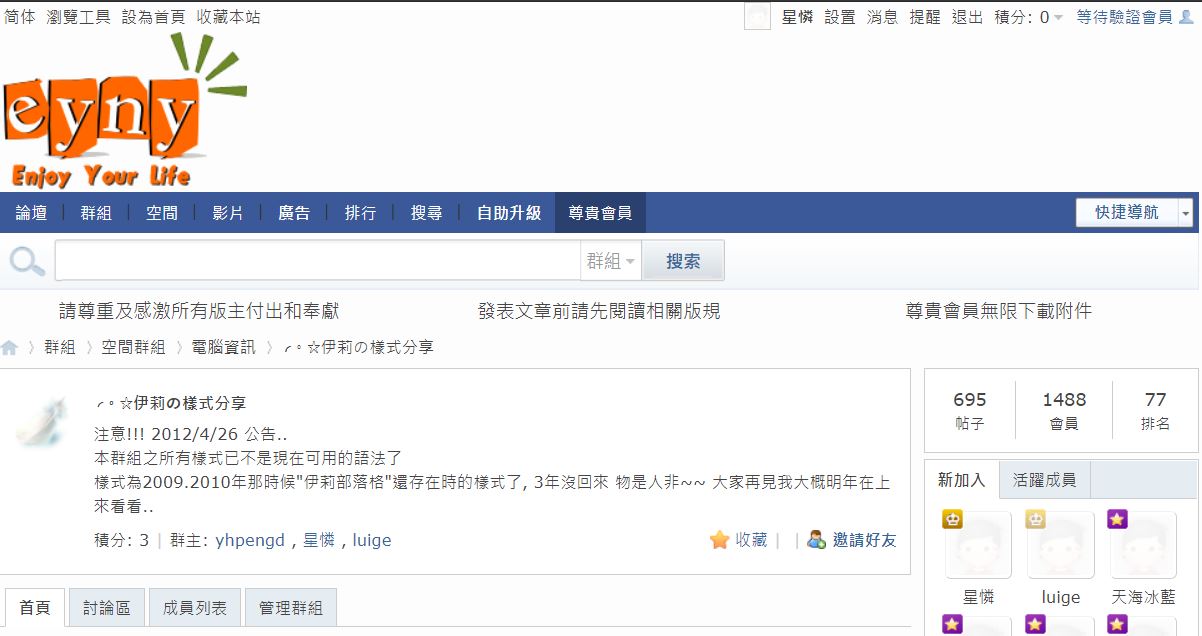 简体 瀏覽工具 設為首頁 收藏本站
星憐 設置 消息 提醒 退出 積分: 0 等待驗證會員
eyny
Enjoy Your Life
論壇 群組 空間 影片 廣告 排行 搜尋 自助升級 尊貴會員 快捷導航
群組 搜索
請尊重及感激所有版主付出和奉獻 發表文章前請先閱讀相關版規 尊貴會員無限下載附件
群組 〉 空間群組 〉 電腦資訊 〉 ╭◦☆伊莉の樣式分享
╭◦☆伊莉の樣式分享
注意!!! 2012/4/26 公告..
本群組之所有樣式已不是現在可用的語法了
樣式為2009.2010年那時候"伊莉部落格"還存在時的樣式了, 3年沒回來 物是人非~~ 大家再見我大概明年在上
來看看..
積分: 3 | 群主: yhpengd , 星憐 , luige
收藏 | | 邀請好友
695 1488 77
帖子 會員 排名
新加入 活躍成員
星憐 luige 天海冰藍
首頁 討論區 成員列表 管理群組